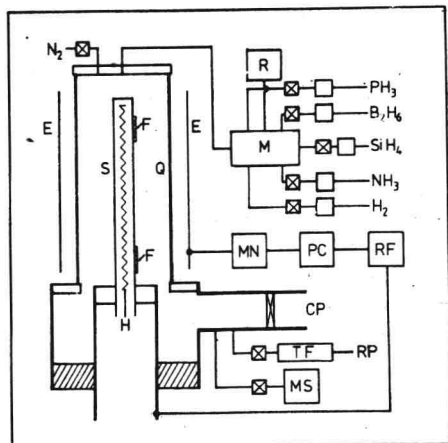 N₂
R
PH₃
B₂H₆
E
F
S
Q
E
M
SiH₄
NH₃
H₂
MN
PC
RF
F
H
CP
TF
RP
MS